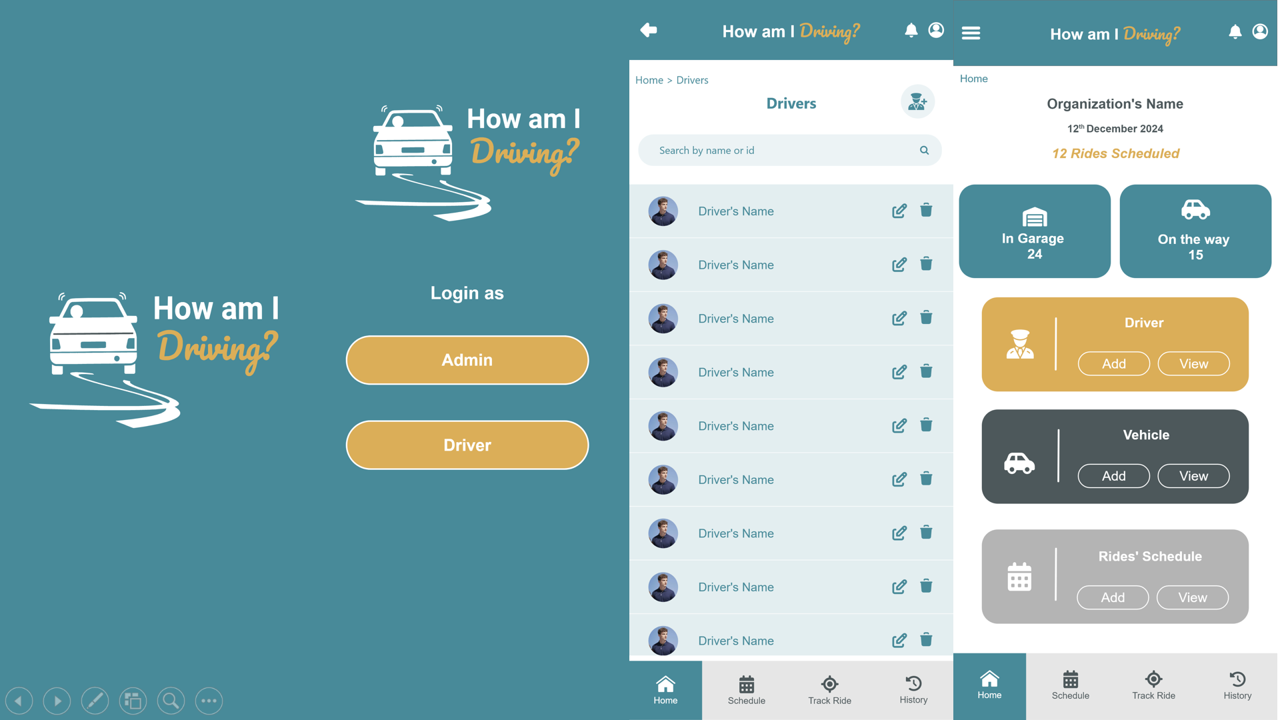 How am I
Driving?
How am I
Driving?
Login as
Admin
Driver
How am I Driving?
Home > Drivers
Drivers
Search by name or id
Driver's Name
Driver's Name
Driver's Name
Driver's Name
Driver's Name
Driver's Name
Driver's Name
Driver's Name
Driver's Name
Home
Schedule
Track Ride
History
How am I Driving?
Home
Organization's Name
12th December 2024
12 Rides Scheduled
In Garage
24
On the way
15
Driver
Add
View
Vehicle
Add
View
Rides' Schedule
Add
View
Home
Schedule
Track Ride
History